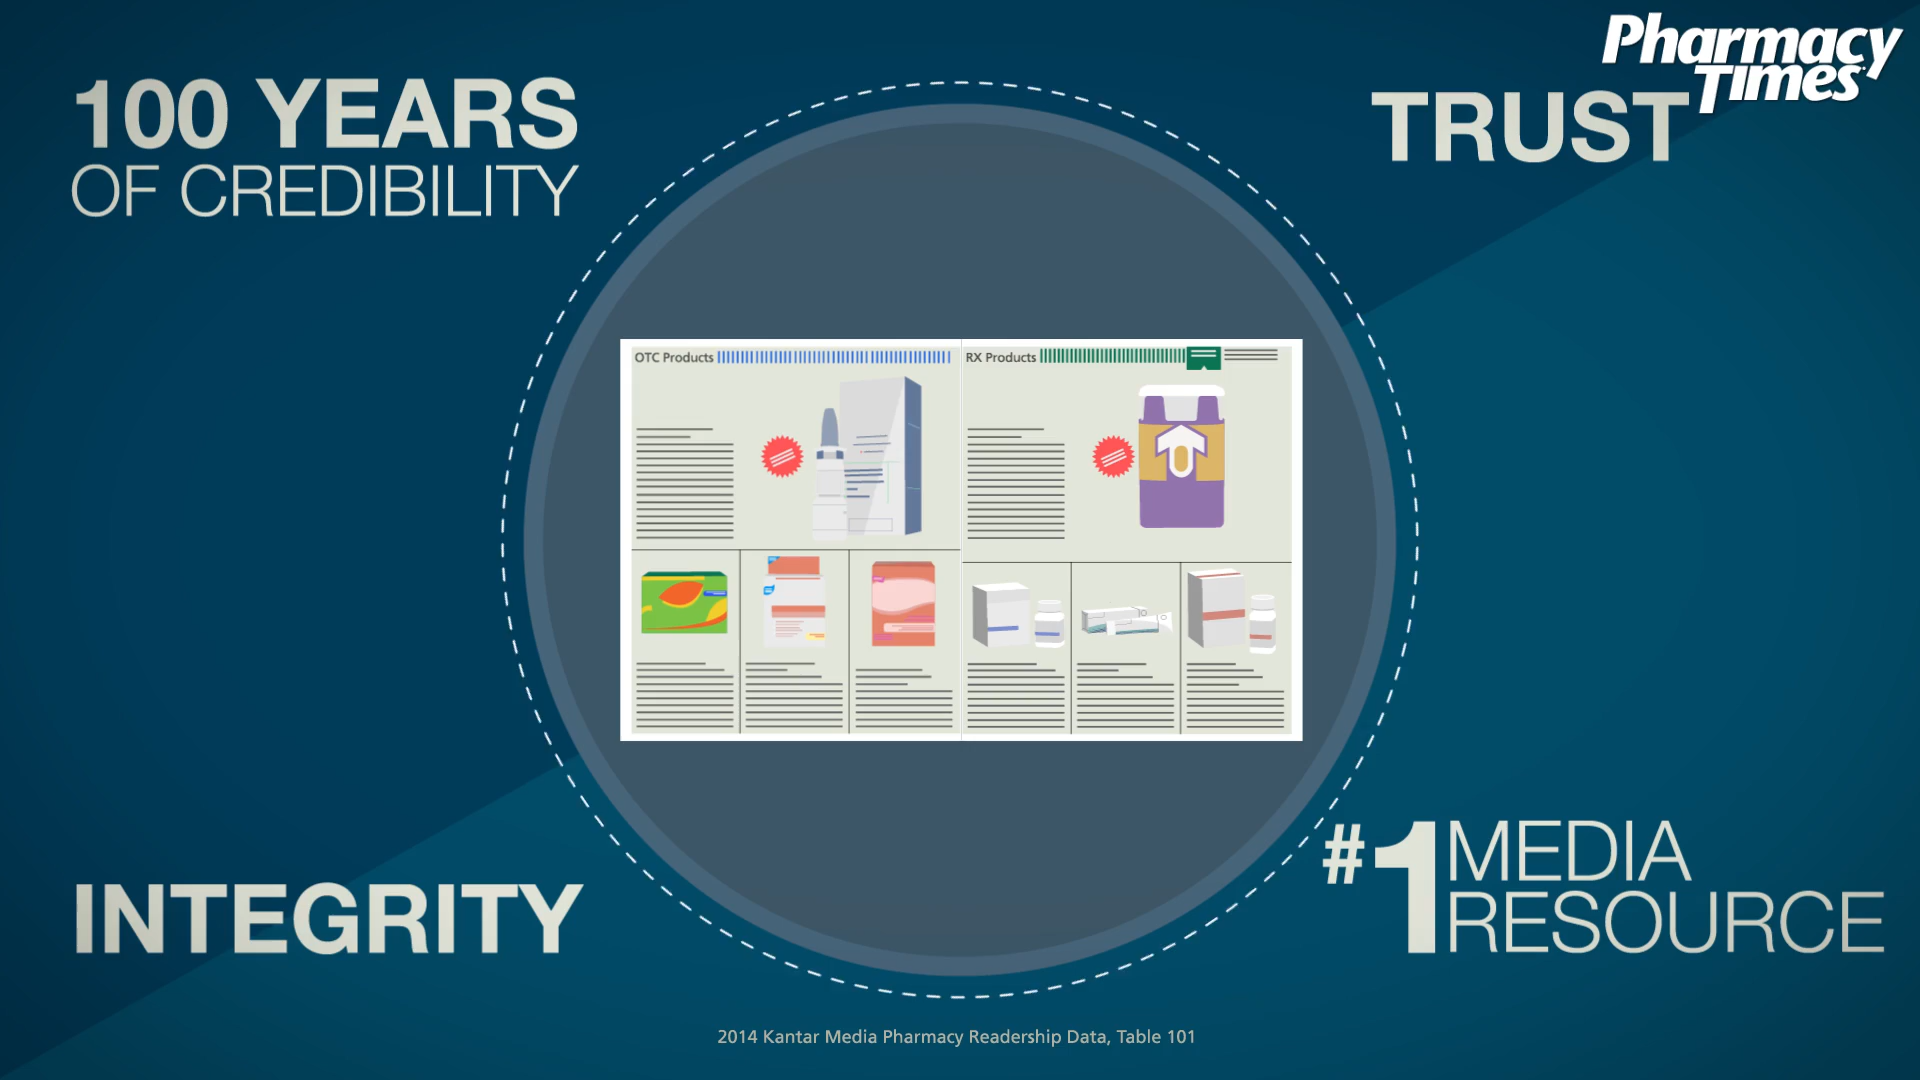 Pharmacy
Times
100 YEARS
OF CREDIBILITY
TRUST
OTC Products
RX Products
INTEGRITY
#1 MEDIA
RESOURCE
2014 Kantar Media Pharmacy Readership Data, Table 101